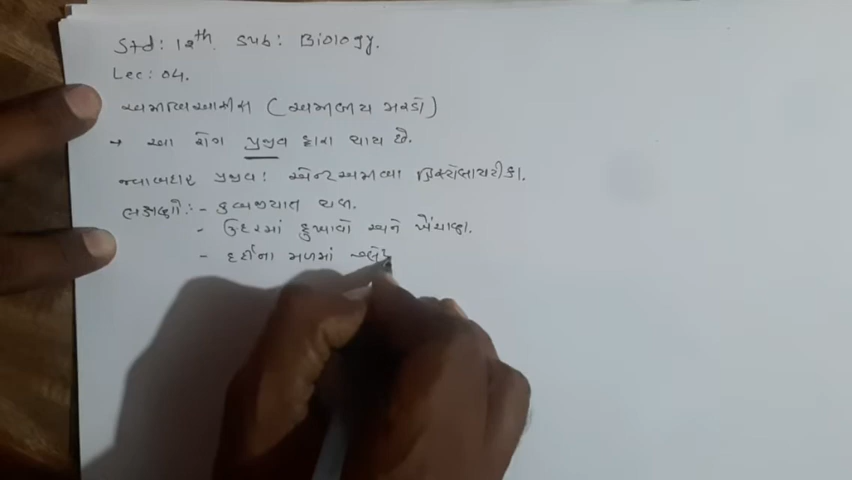 Std: 12th. Sub: Biology.
Lec: 04.
અમીબિઆસીસ (અમીબીય મરડો)
→ આ રોગ પ્રજીવ દ્વારા થાય છે.
જવાબદાર પ્રજીવ: એન્ટઅમીબા હિસ્ટોલાયટીકા.
લક્ષણો:- કબજીયાત થવી.
- ઉદરમાં દુખાવો અને ખેંચાણ.
- દર્દીના મળમાં